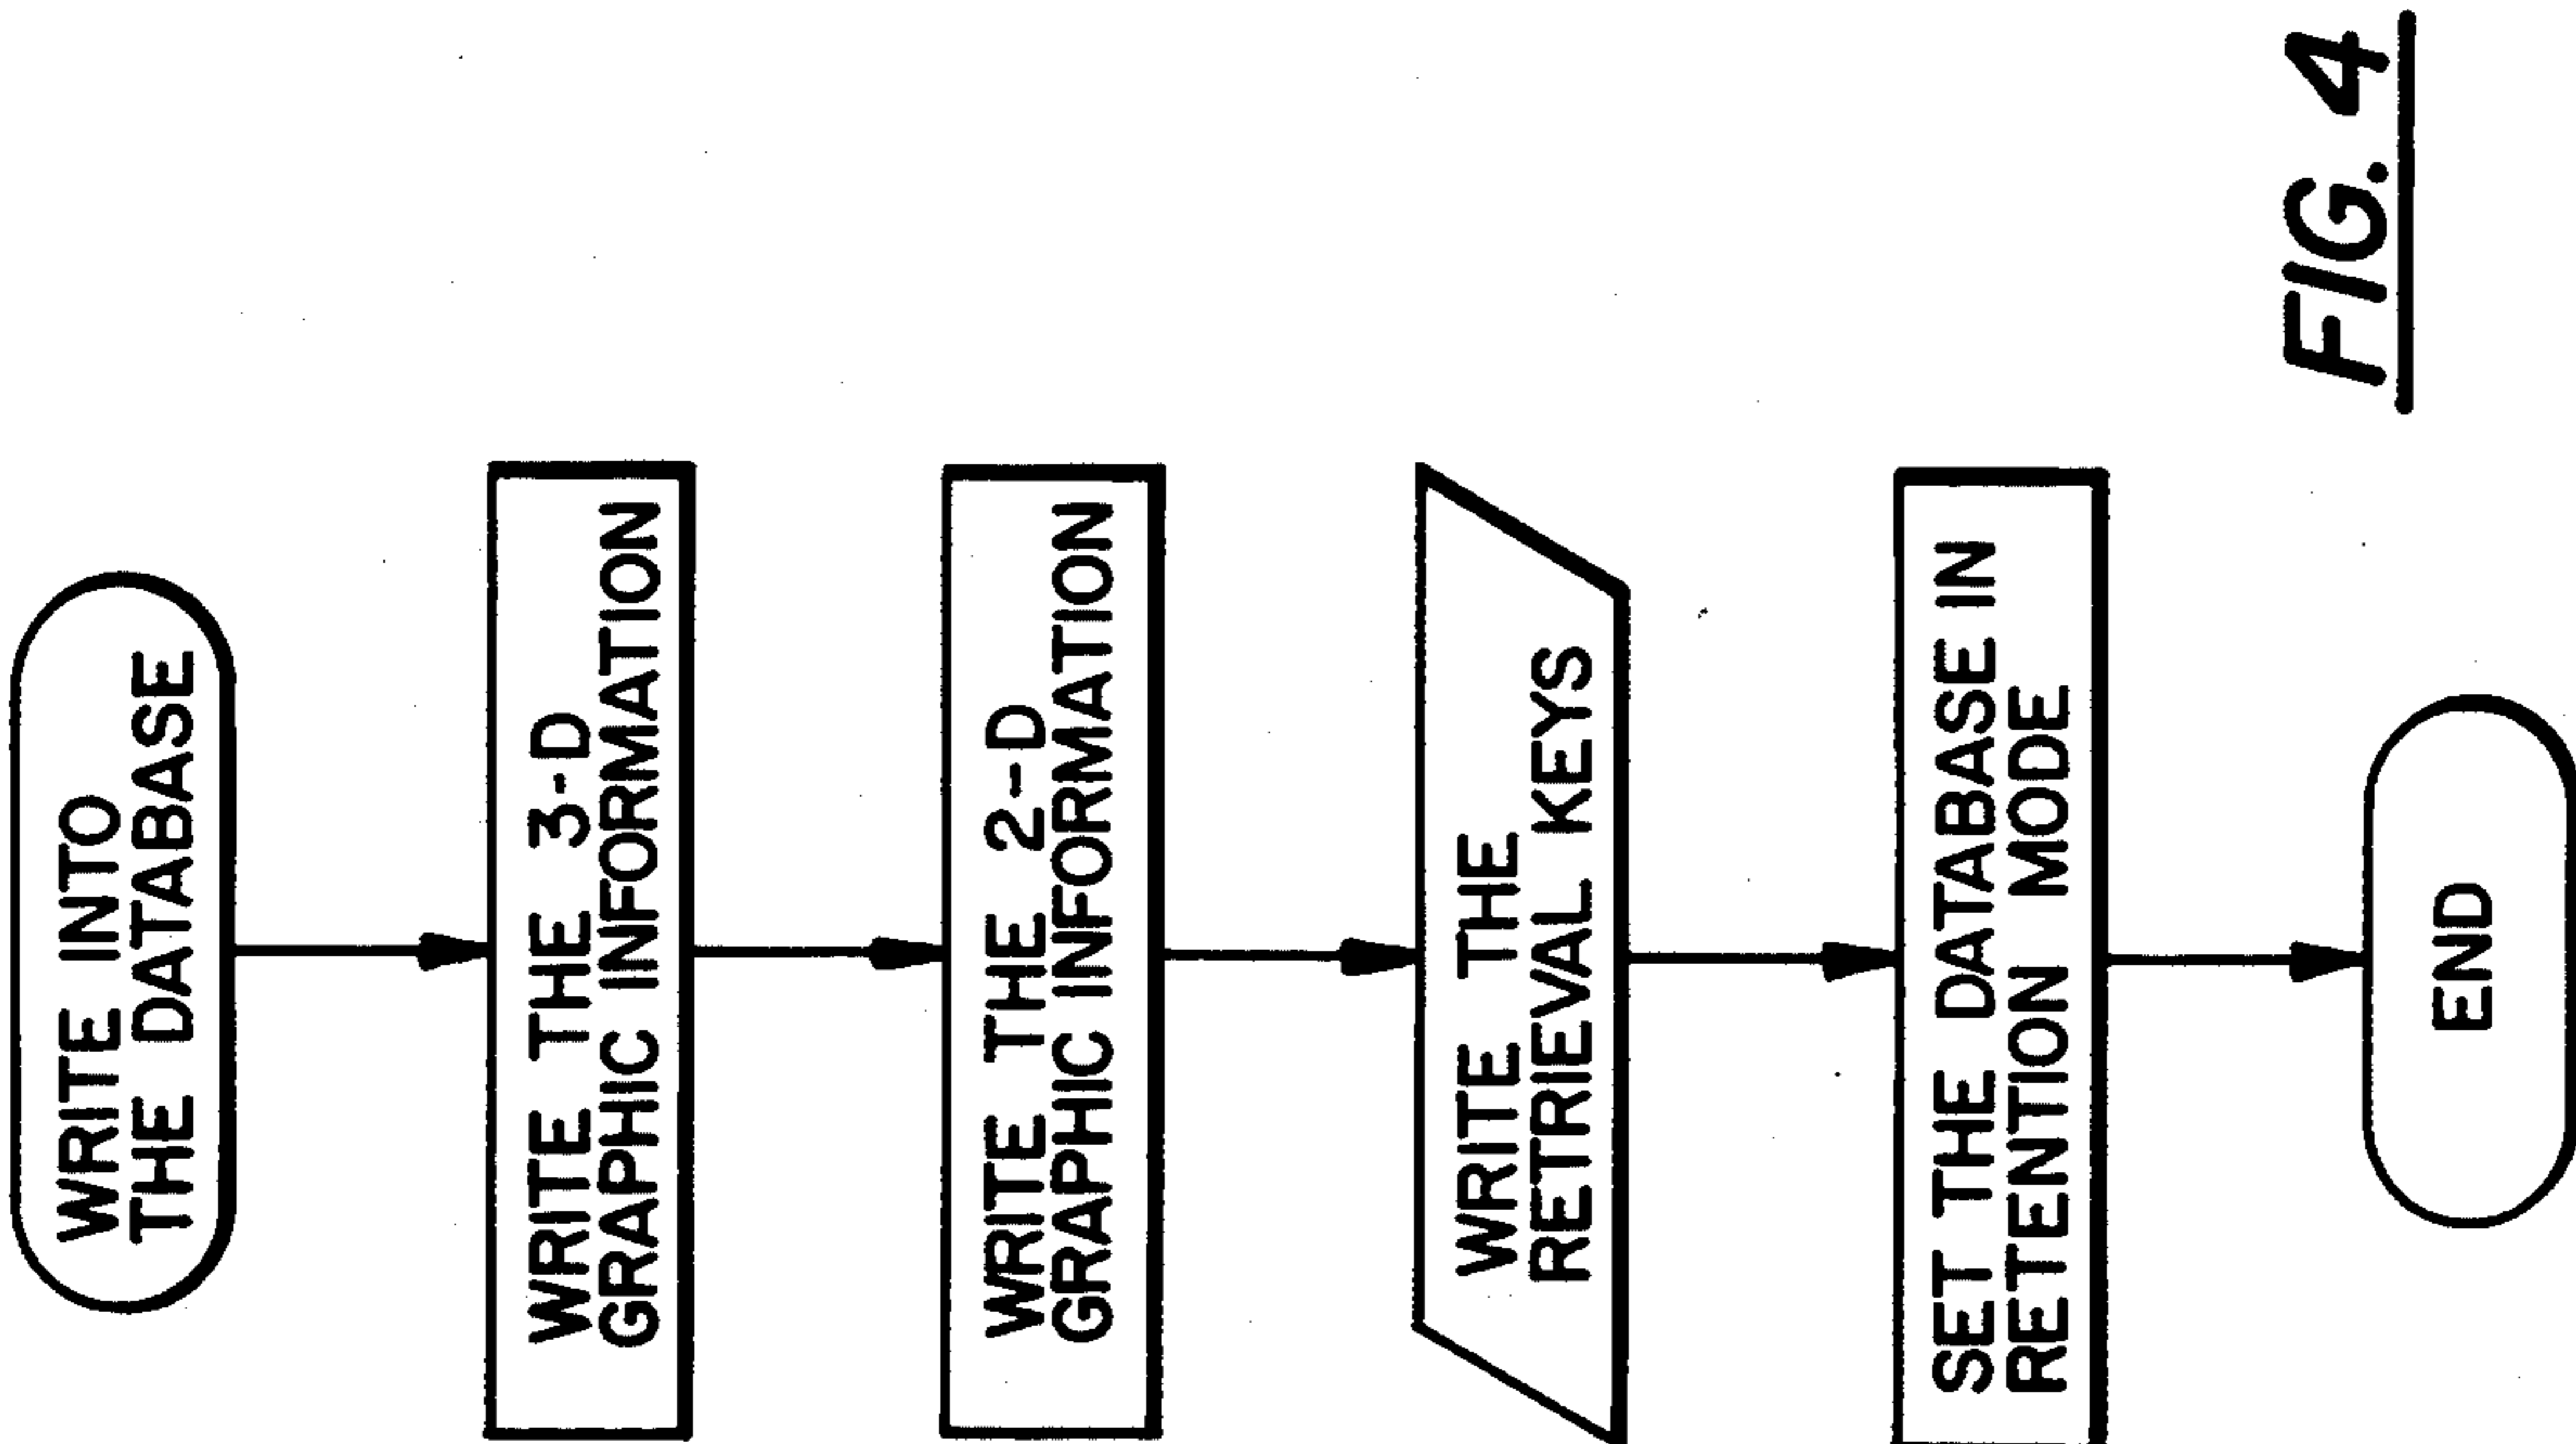 WRITE INTO
THE DATABASE
WRITE THE 3-D
GRAPHIC INFORMATION
WRITE THE 2-D
GRAPHIC INFORMATION
WRITE THE
RETRIEVAL KEYS
SET THE DATABASE IN
RETENTION MODE
END
FIG. 4